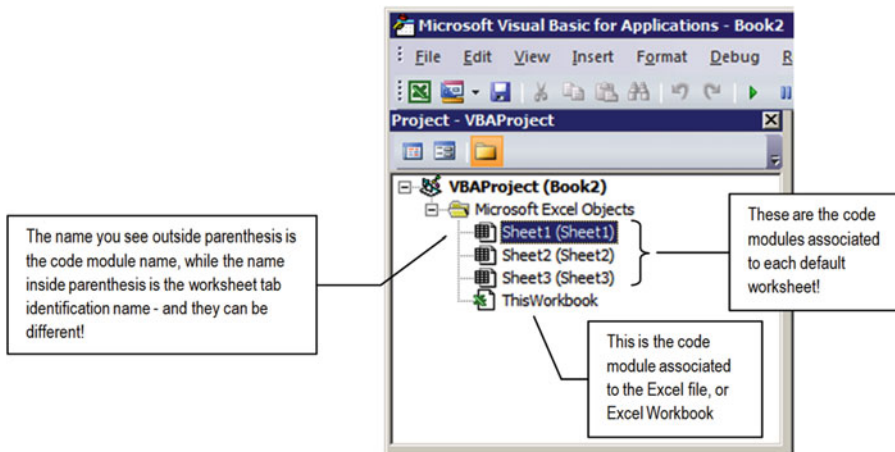 Microsoft Visual Basic for Applications - Book2
File Edit View Insert Format Debug R
Project - VBAProject
VBAProject (Book2)
Microsoft Excel Objects
Sheet1 (Sheet1)
Sheet2 (Sheet2)
Sheet3 (Sheet3)
ThisWorkbook
The name you see outside parenthesis is
the code module name, while the name
inside parenthesis is the worksheet tab
identification name - and they can be
different!
These are the code
modules associated
to each default
worksheet!
This is the code
module associated
to the Excel file, or
Excel Workbook